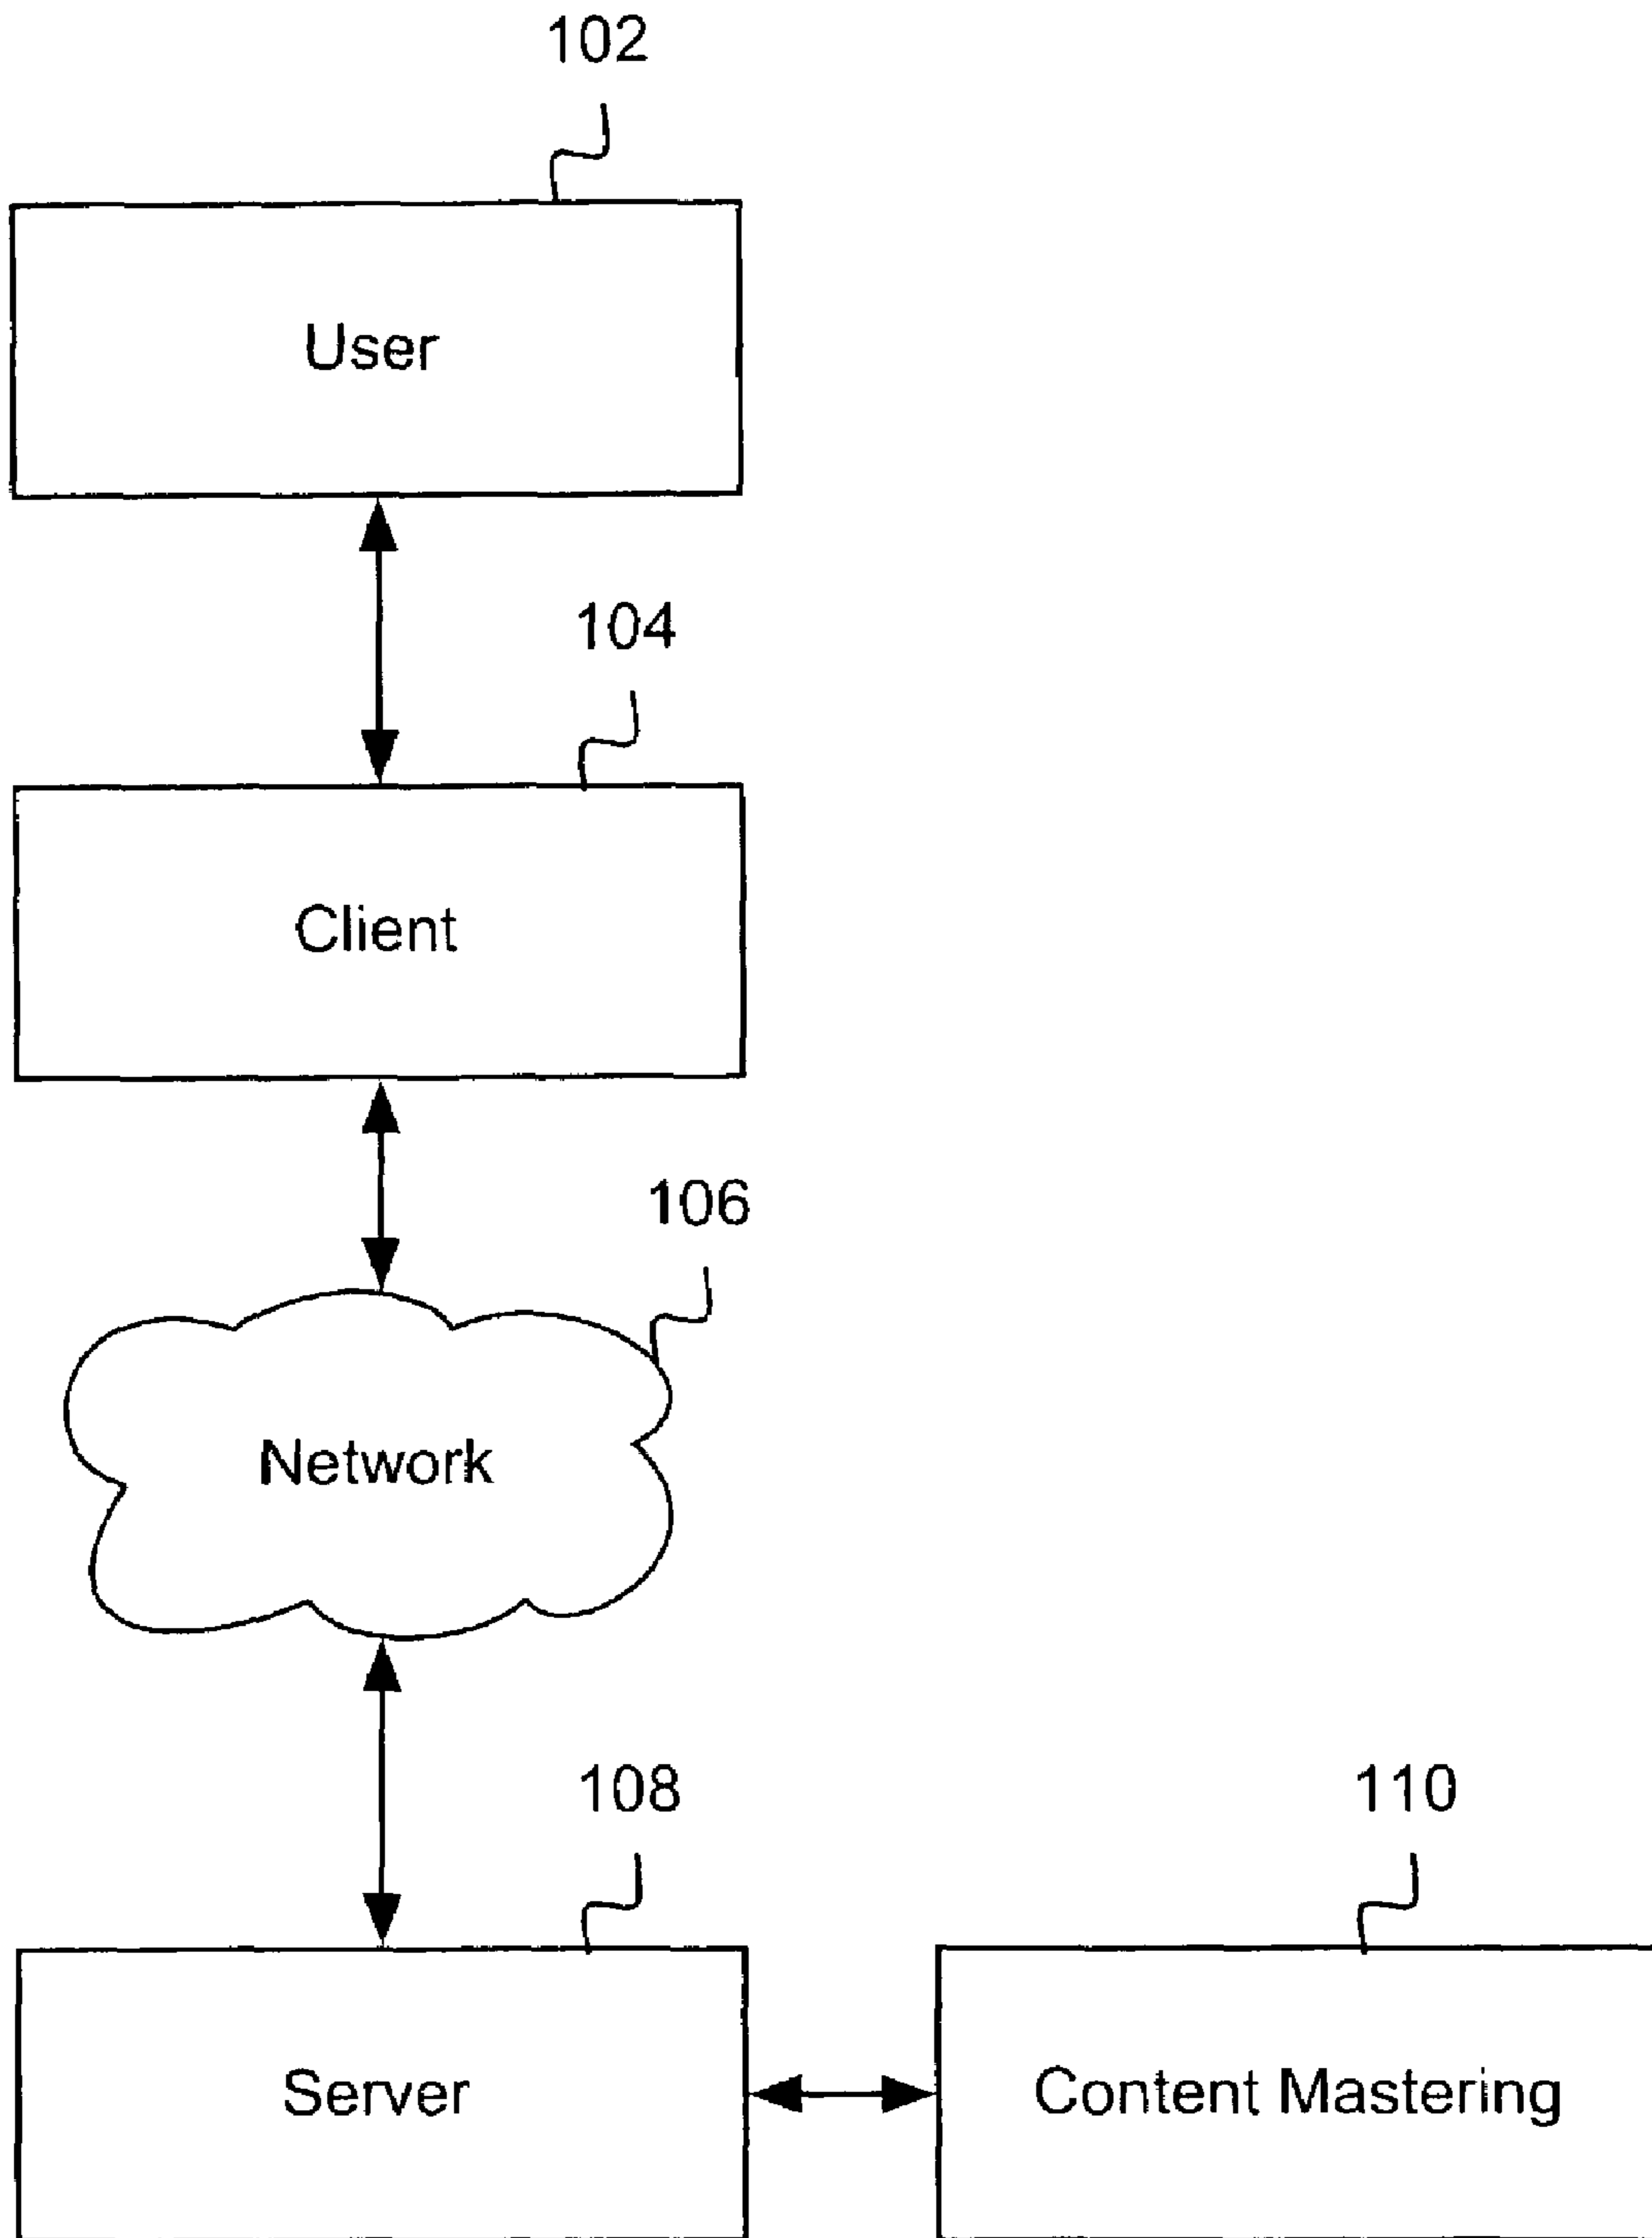 102
User
104
Client
106
Network
108
110
Server
Content Mastering